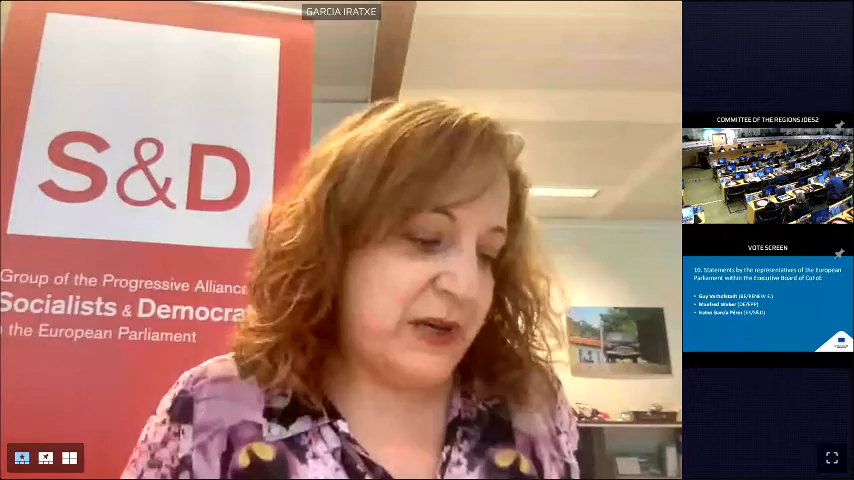 GARCIA IRATXE
S&D
Group of the Progressive Alliance
Socialists & Democra
the European Parliament
COMMITTEE OF THE REGIONS JDE52
VOTE SCREEN
10. Statements by the representatives of the European
Parliament within the Executive Board of CoFoE
• Guy Verhofstadt (BE/RENEW E.)
• Manfred Weber (DE/EPP)
• Iratxe García Pérez (ES/S&D)